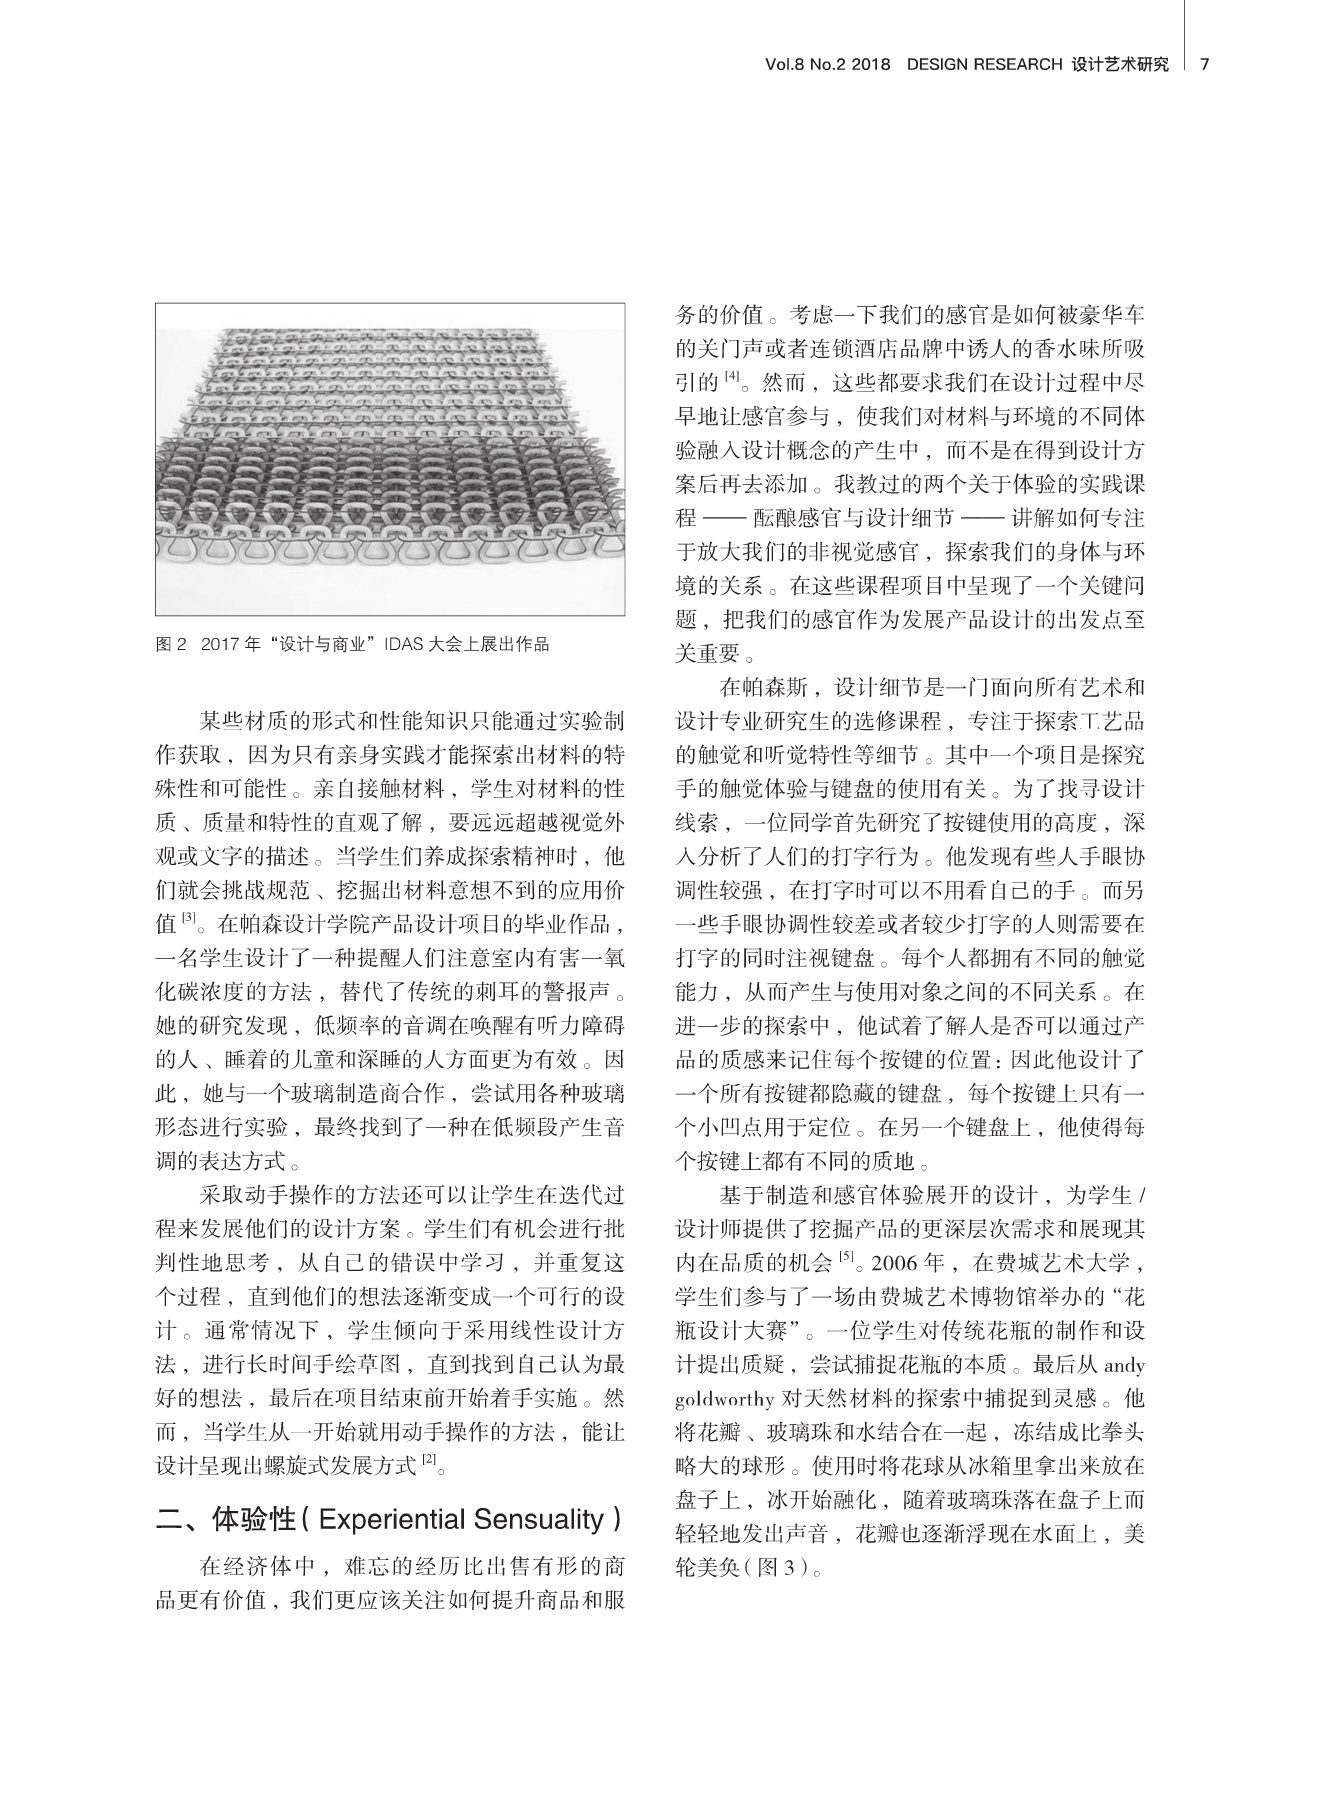 Vol.8 No.2 2018 DESIGN RESEARCH 设计艺术研究 7
图 2 2017 年“设计与商业”IDAS 大会上展出作品
某些材质的形式和性能知识只能通过实验制
作获取，因为只有亲身实践才能探索出材料的特
殊性和可能性。亲自接触材料，学生对材料的性
质、质量和特性的直观了解，要远远超越视觉外
观或文字的描述。当学生们养成探索精神时，他
们就会挑战规范、挖掘出材料意想不到的应用价
值[3]。在帕森设计学院产品设计项目的毕业作品，
一名学生设计了一种提醒人们注意室内有害一氧
化碳浓度的方法，替代了传统的刺耳的警报声。
她的研究发现，低频率的音调在唤醒有听力障碍
的人、睡着的儿童和深睡的人方面更为有效。因
此，她与一个玻璃制造商合作，尝试用各种玻璃
形态进行实验，最终找到了一种在低频段产生音
调的表达方式。
采取动手操作的方法还可以让学生在迭代过
程来发展他们的设计方案。学生们有机会进行批
判性地思考，从自己的错误中学习，并重复这
个过程，直到他们的想法逐渐变成一个可行的设
计。通常情况下，学生倾向于采用线性设计方
法，进行长时间手绘草图，直到找到自己认为最
好的想法，最后在项目结束前开始着手实施。然
而，当学生从一开始就用动手操作的方法，能让
设计呈现出螺旋式发展方式[2]。
二、体验性（Experiential Sensuality）
在经济体中，难忘的经历比出售有形的商
品更有价值，我们更应该关注如何提升商品和服
务的价值。考虑一下我们的感官是如何被豪华车
的关门声或者连锁酒店品牌中诱人的香水味所吸
引的[4]。然而，这些都要求我们在设计过程中尽
早地让感官参与，使我们对材料与环境的不同体
验融入设计概念的产生中，而不是在得到设计方
案后再去添加。我教过的两个关于体验的实践课
程——酝酿感官与设计细节——讲解如何专注
于放大我们的非视觉感官，探索我们的身体与环
境的关系。在这些课程项目中呈现了一个关键问
题，把我们的感官作为发展产品设计的出发点至
关重要。
在帕森斯，设计细节是一门面向所有艺术和
设计专业研究生的选修课程，专注于探索工艺品
的触觉和听觉特性等细节。其中一个项目是探究
手的触觉体验与键盘的使用有关。为了找寻设计
线索，一位同学首先研究了按键使用的高度，深
入分析了人们的打字行为。他发现有些人手眼协
调性较强，在打字时可以不用看自己的手。而另
一些手眼协调性较差或者较少打字的人则需要在
打字的同时注视键盘。每个人都拥有不同的触觉
能力，从而产生与使用对象之间的不同关系。在
进一步的探索中，他试着了解人是否可以通过产
品的质感来记住每个按键的位置：因此他设计了
一个所有按键都隐藏的键盘，每个按键上只有一
个小凹点用于定位。在另一个键盘上，他使得每
个按键上都有不同的质地。
基于制造和感官体验展开的设计，为学生 /
设计师提供了挖掘产品的更深层次需求和展现其
内在品质的机会[5]。2006 年，在费城艺术大学，
学生们参与了一场由费城艺术博物馆举办的“花
瓶设计大赛”。一位学生对传统花瓶的制作和设
计提出质疑，尝试捕捉花瓶的本质。最后从 andy
goldworthy 对天然材料的探索中捕捉到灵感。他
将花瓣、玻璃珠和水结合在一起，冻结成比拳头
略大的球形。使用时将花球从冰箱里拿出来放在
盘子上，冰开始融化，随着玻璃珠落在盘子上而
轻轻地发出声音，花瓣也逐渐浮现在水面上，美
轮美奂（图 3）。